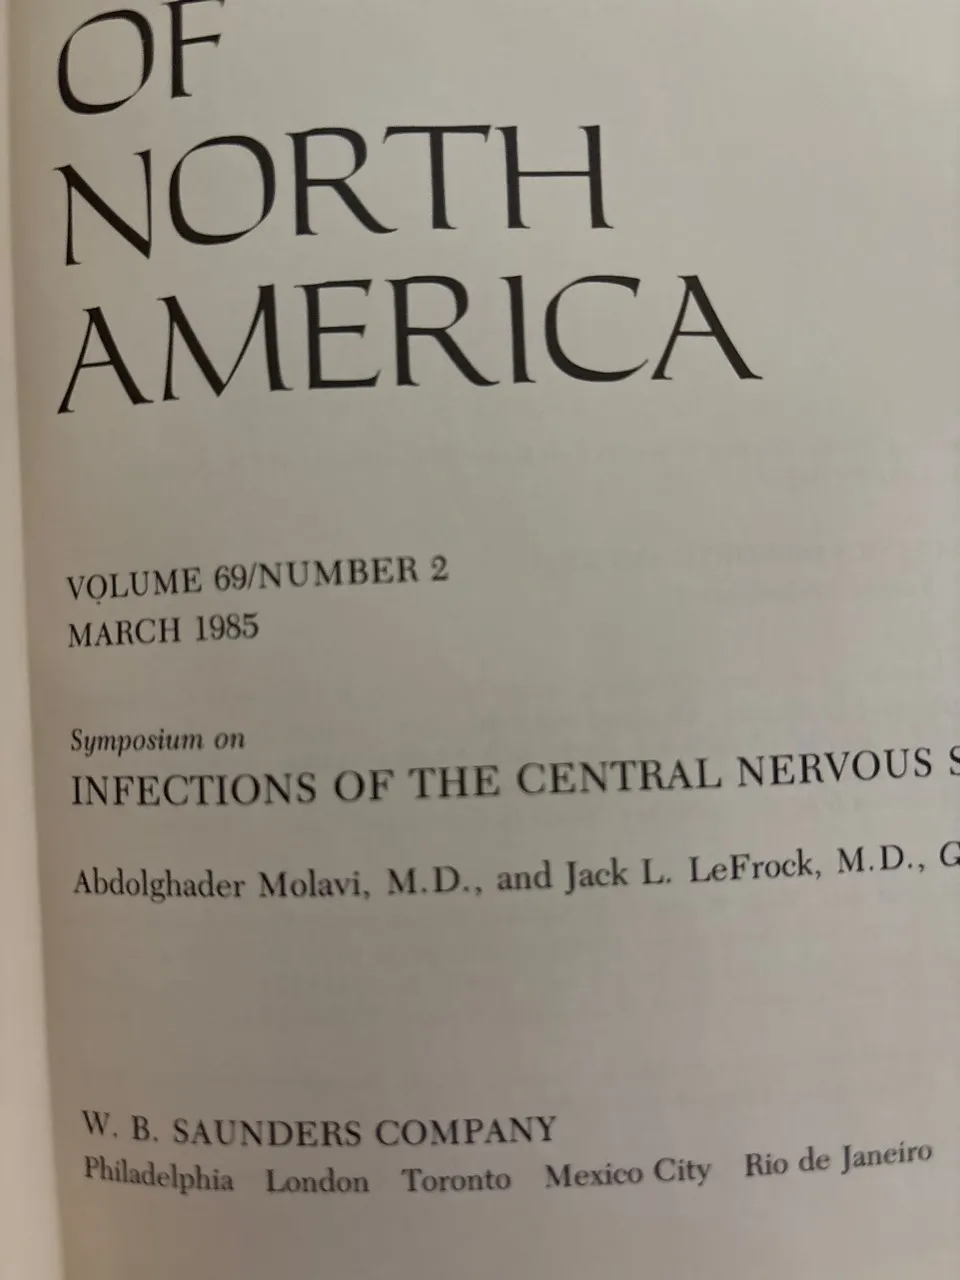 OF
NORTH
AMERICA
VOLUME 69/NUMBER 2
MARCH 1985
Symposium on
INFECTIONS OF THE CENTRAL NERVOUS S
Abdolghader Molavi, M.D., and Jack L. LeFrock, M.D., G
W. B. SAUNDERS COMPANY
Philadelphia London Toronto Mexico City Rio de Janeiro